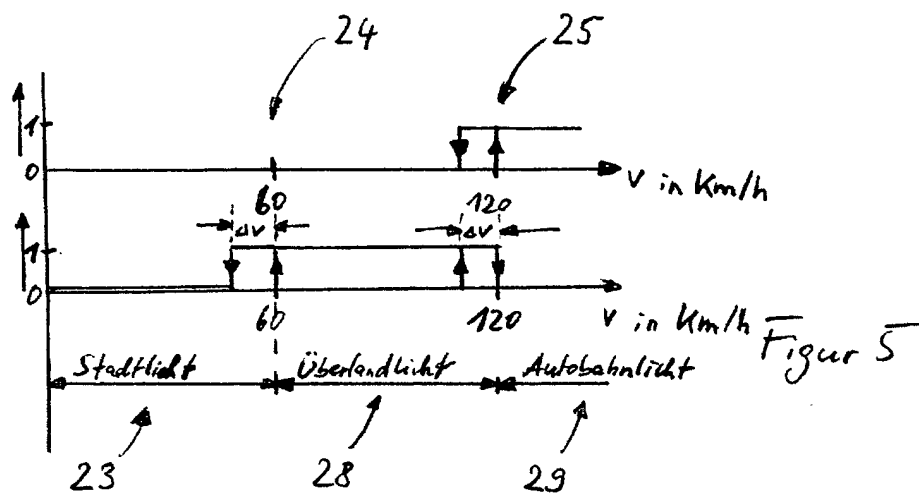 24 25
1
0
v in Km/h
60 120
Δv Δv
1
0
60 120
v in Km/h
Figur 5
Stadtlicht Überlandlicht Autobahnlicht
23 28 29